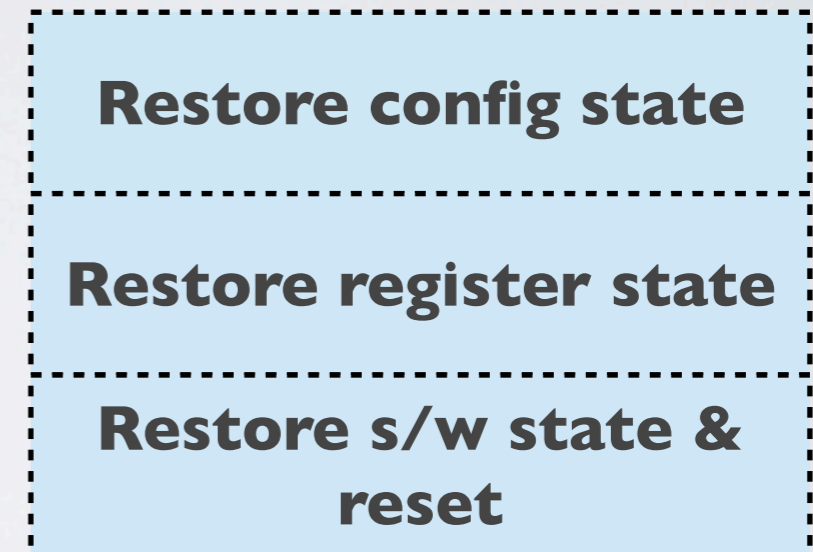 Restore config state
Restore register state
Restore s/w state &
reset